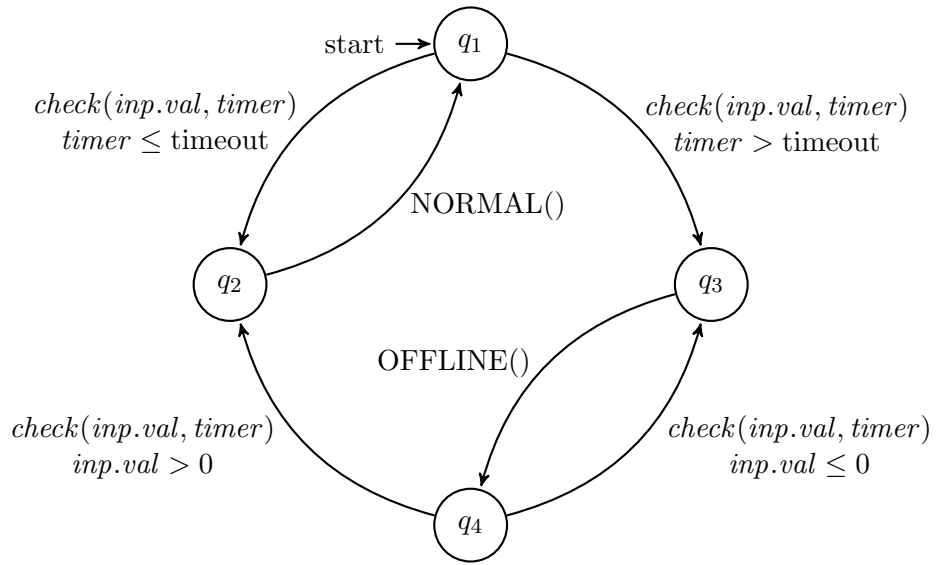 start
q₁
check(inp.val, timer)
timer ≤ timeout
check(inp.val, timer)
timer > timeout
NORMAL()
q₂
q₃
OFFLINE()
check(inp.val, timer)
inp.val > 0
check(inp.val, timer)
inp.val ≤ 0
q₄